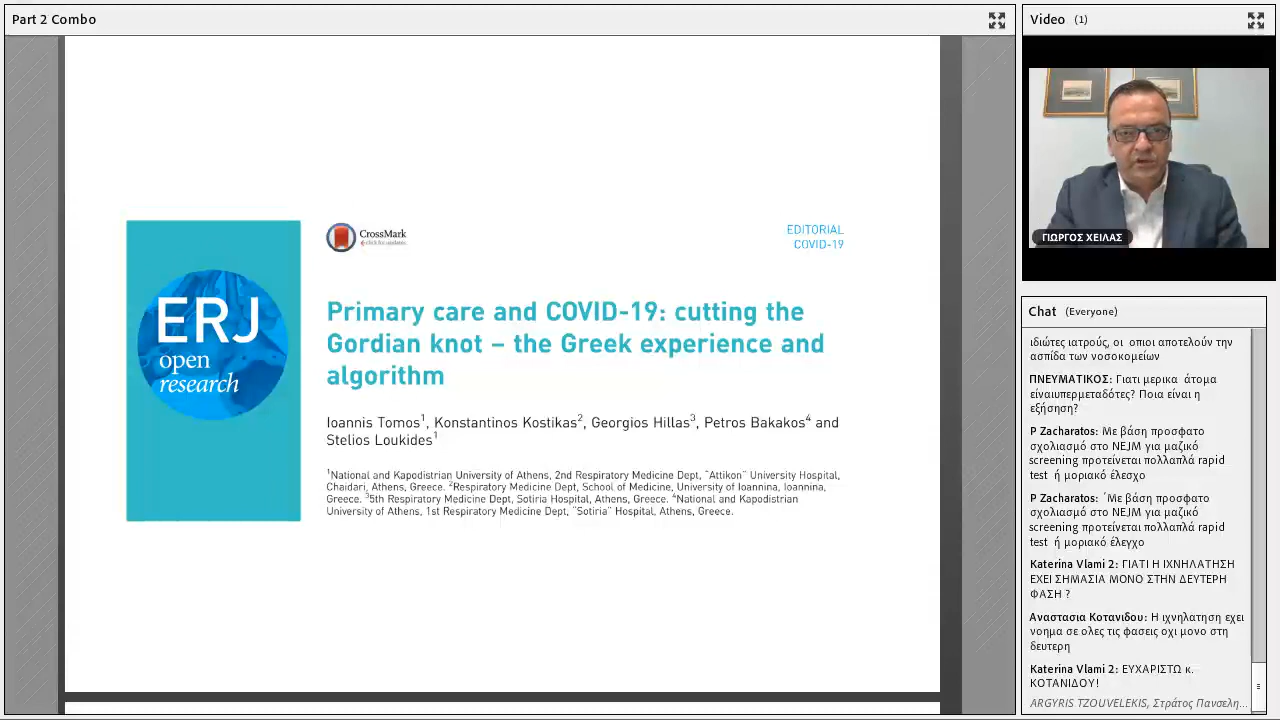 Part 2 Combo
CrossMark
click for updates
EDITORIAL
COVID-19
ERJ
open
research
Primary care and COVID-19: cutting the
Gordian knot – the Greek experience and
algorithm
Ioannis Tomos1, Konstantinos Kostikas2, Georgios Hillas3, Petros Bakakos4 and
Stelios Loukides1
1National and Kapodistrian University of Athens, 2nd Respiratory Medicine Dept, "Attikon" University Hospital,
Chaidari, Athens, Greece. 2Respiratory Medicine Dept, School of Medicine, University of Ioannina, Ioannina,
Greece. 35th Respiratory Medicine Dept, Sotiria Hospital, Athens, Greece. 4National and Kapodistrian
University of Athens, 1st Respiratory Medicine Dept, "Sotiria" Hospital, Athens, Greece.
Video (1)
ΓΙΩΡΓΟΣ ΧΕΙΛΑΣ
Chat (Everyone)
ιδιώτες ιατρούς οι οποιοι αποτελούν την
ασπίδα των νοσοκομείων
ΠΝΕΥΜΑΤΙΚΟΣ: Γιατι μερικα άτομα
είναιυπερμεταδότες? Ποια είναι η
εξήσηση?
P Zacharatos: Με βάση προσφατο
σχολιασμό στο NEJM για μαζικό
screening προτείνεται πολλαπλά rapid
test ή μοριακό έλεσχο
P Zacharatos: ΄Με βάση προσφατο
σχολιασμό στο NEJM για μαζικό
screening προτείνεται πολλαπλά rapid
test ή μοριακό έλεγχο
Katerina Vlami 2: ΓΙΑΤΙ Η ΙΧΝΗΛΑΤΗΣΗ
ΕΧΕΙ ΣΗΜΑΣΙΑ ΜΟΝΟ ΣΤΗΝ ΔΕΥΤΕΡΗ
ΦΑΣΗ ?
Αναστασια Κοτανιδου: Η ιχνηλατηση εχει
νοημα σε ολες τις φασεις οχι μονο στη
δευτερη
Katerina Vlami 2: ΕΥΧΑΡΙΣΤΩ κ.
ΚΟΤΑΝΙΔΟΥ!
ARGYRIS TZOUVELEKIS, Στράτος Πανσελη...